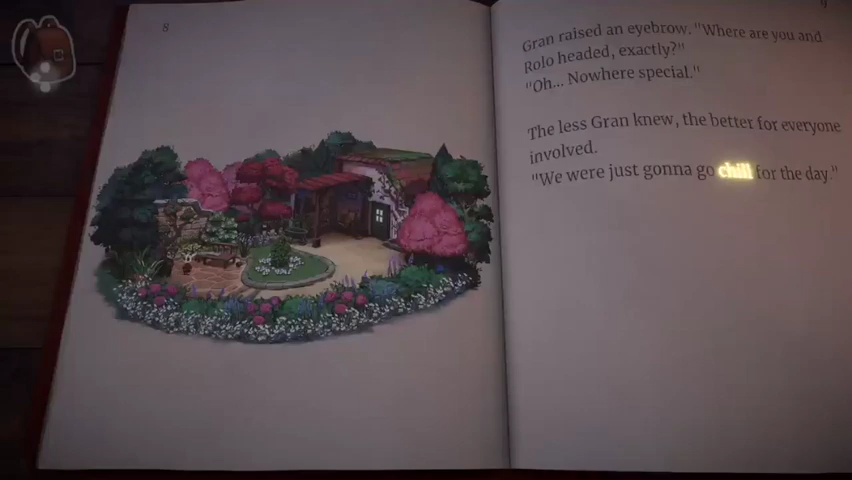 8
9
Gran raised an eyebrow. "Where are you and
Rolo headed, exactly?"
"Oh... Nowhere special."
The less Gran knew, the better for everyone
involved.
"We were just gonna go chill for the day."